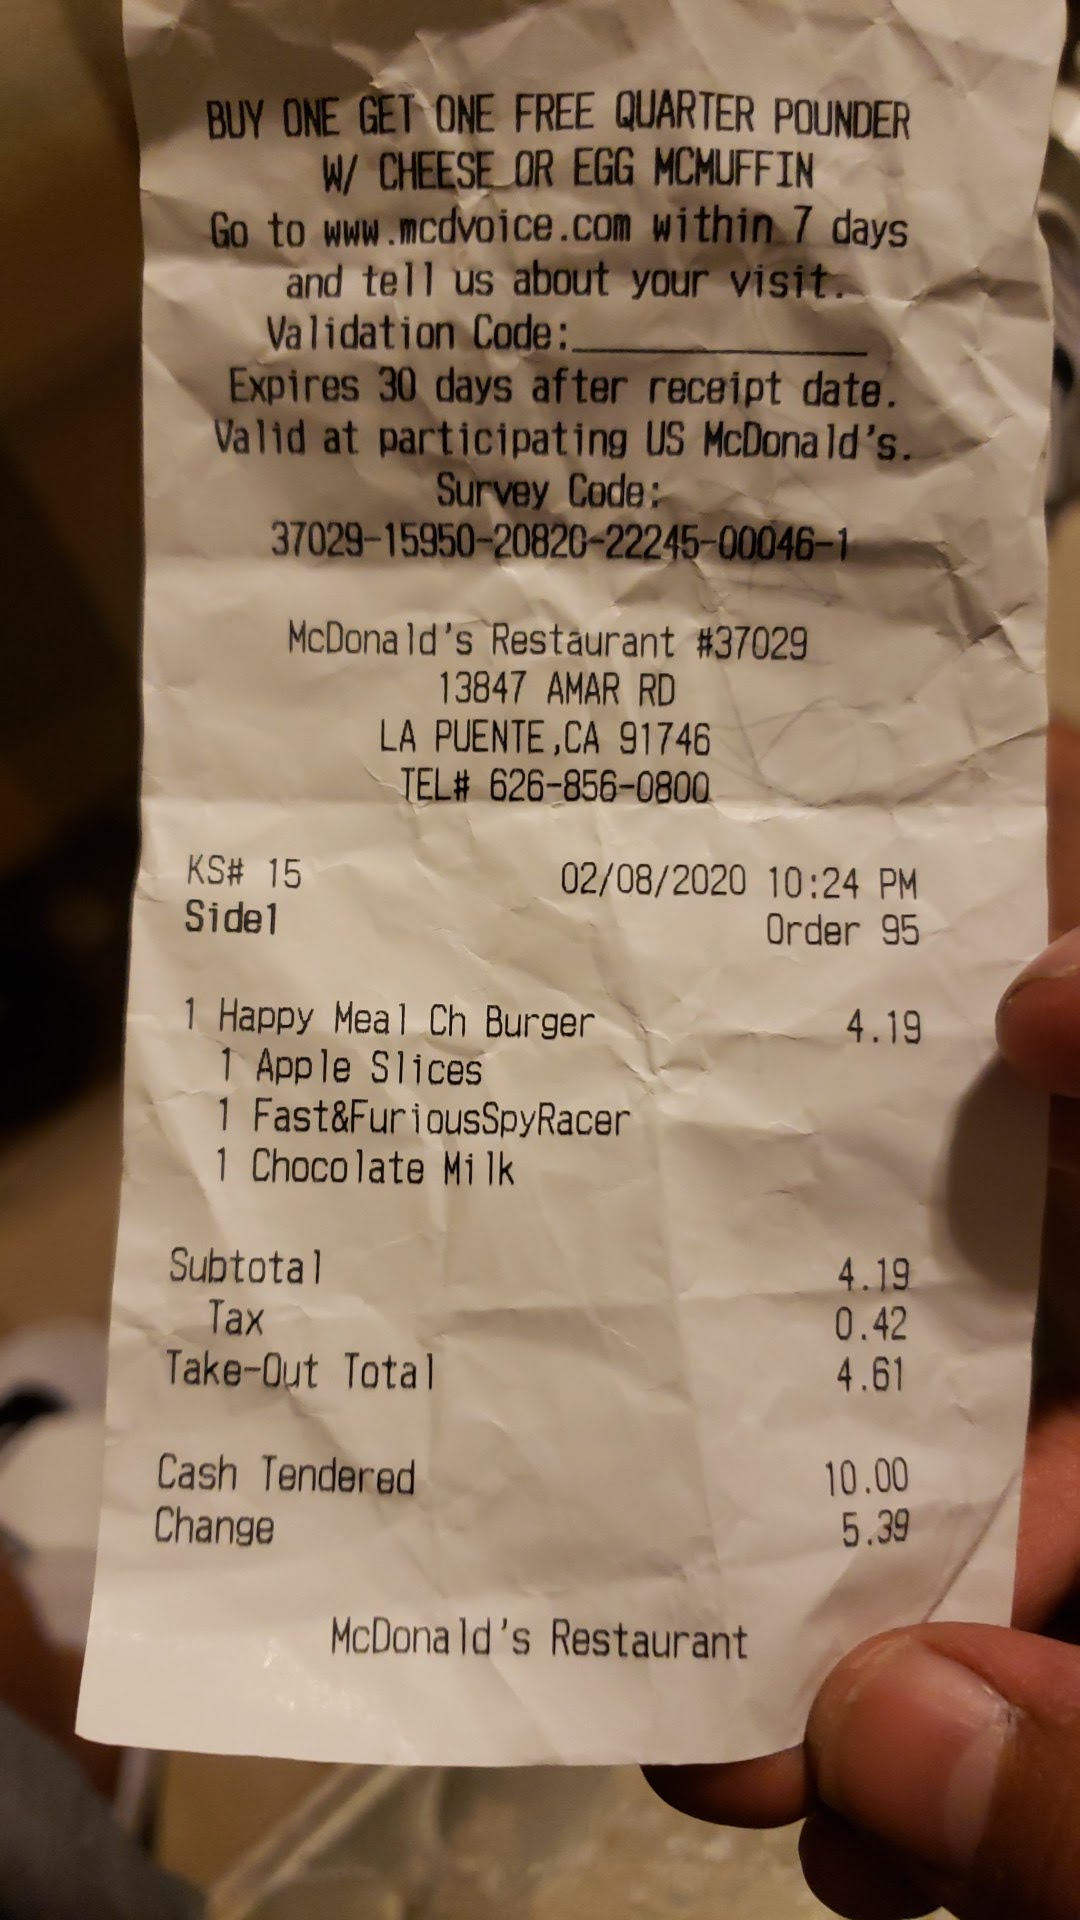 BUY ONE GET ONE FREE QUARTER POUNDER
W/ CHEESE OR EGG MCMUFFIN
Go to www.mcdvoice.com within 7 days
and tell us about your visit.
Validation Code:______________
Expires 30 days after receipt date.
Valid at participating US McDonald's.
Survey Code:
37029-15950-20820-22245-00046-1
McDonald's Restaurant #37029
13847 AMAR RD
LA PUENTE,CA 91746
TEL# 626-856-0800
KS# 15 02/08/2020 10:24 PM
Side1 Order 95
1 Happy Meal Ch Burger 4.19
1 Apple Slices
1 Fast&FuriousSpyRacer
1 Chocolate Milk
Subtotal 4.19
Tax 0.42
Take-Out Total 4.61
Cash Tendered 10.00
Change 5.39
McDonald's Restaurant